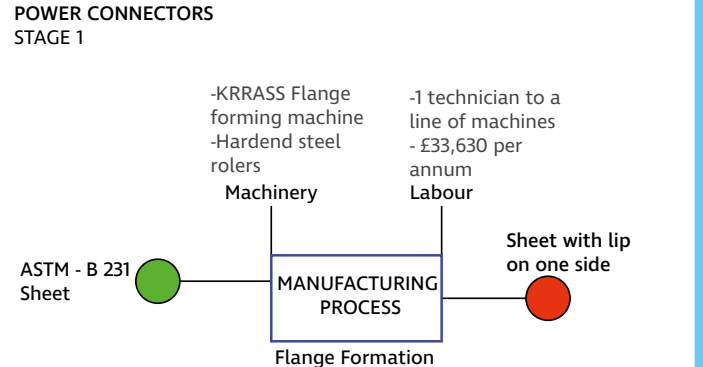 POWER CONNECTORS
STAGE 1
-KRRASS Flange
forming machine
-Hardend steel
rolers
Machinery
-1 technician to a
line of machines
- £33,630 per
annum
Labour
ASTM - B 231
Sheet
MANUFACTURING
PROCESS
Flange Formation
Sheet with lip
on one side